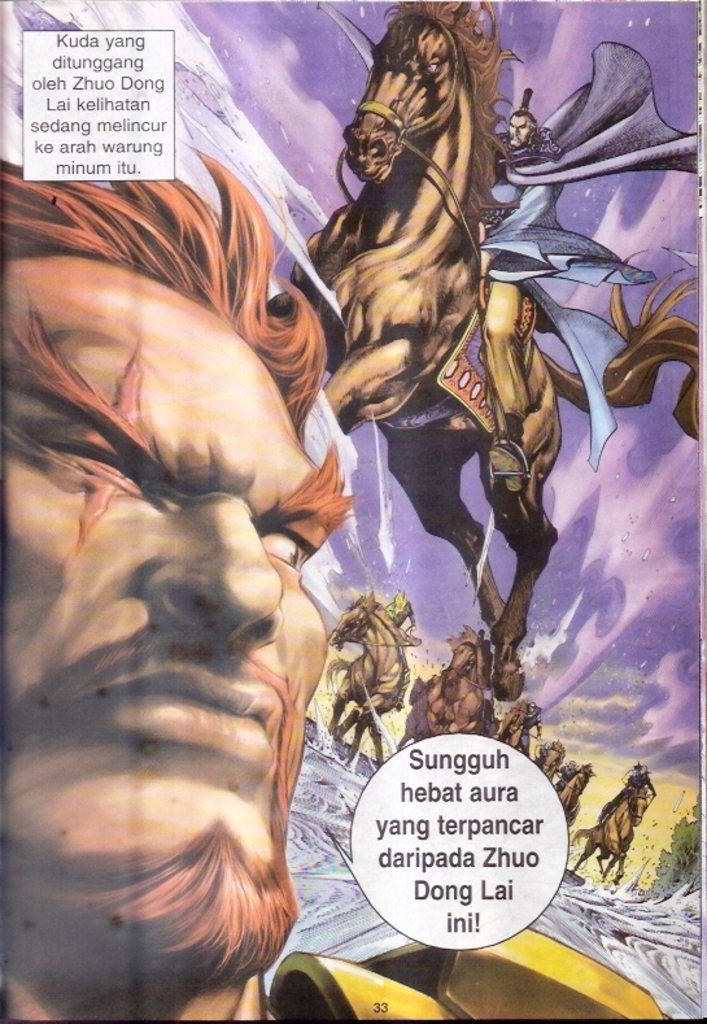 Kuda yang
ditunggang
oleh Zhuo Dong
Lai kelihatan
sedang melincur
ke arah warung
minum itu.
Sungguh
hebat aura
yang terpancar
daripada Zhuo
Dong Lai
ini!
33